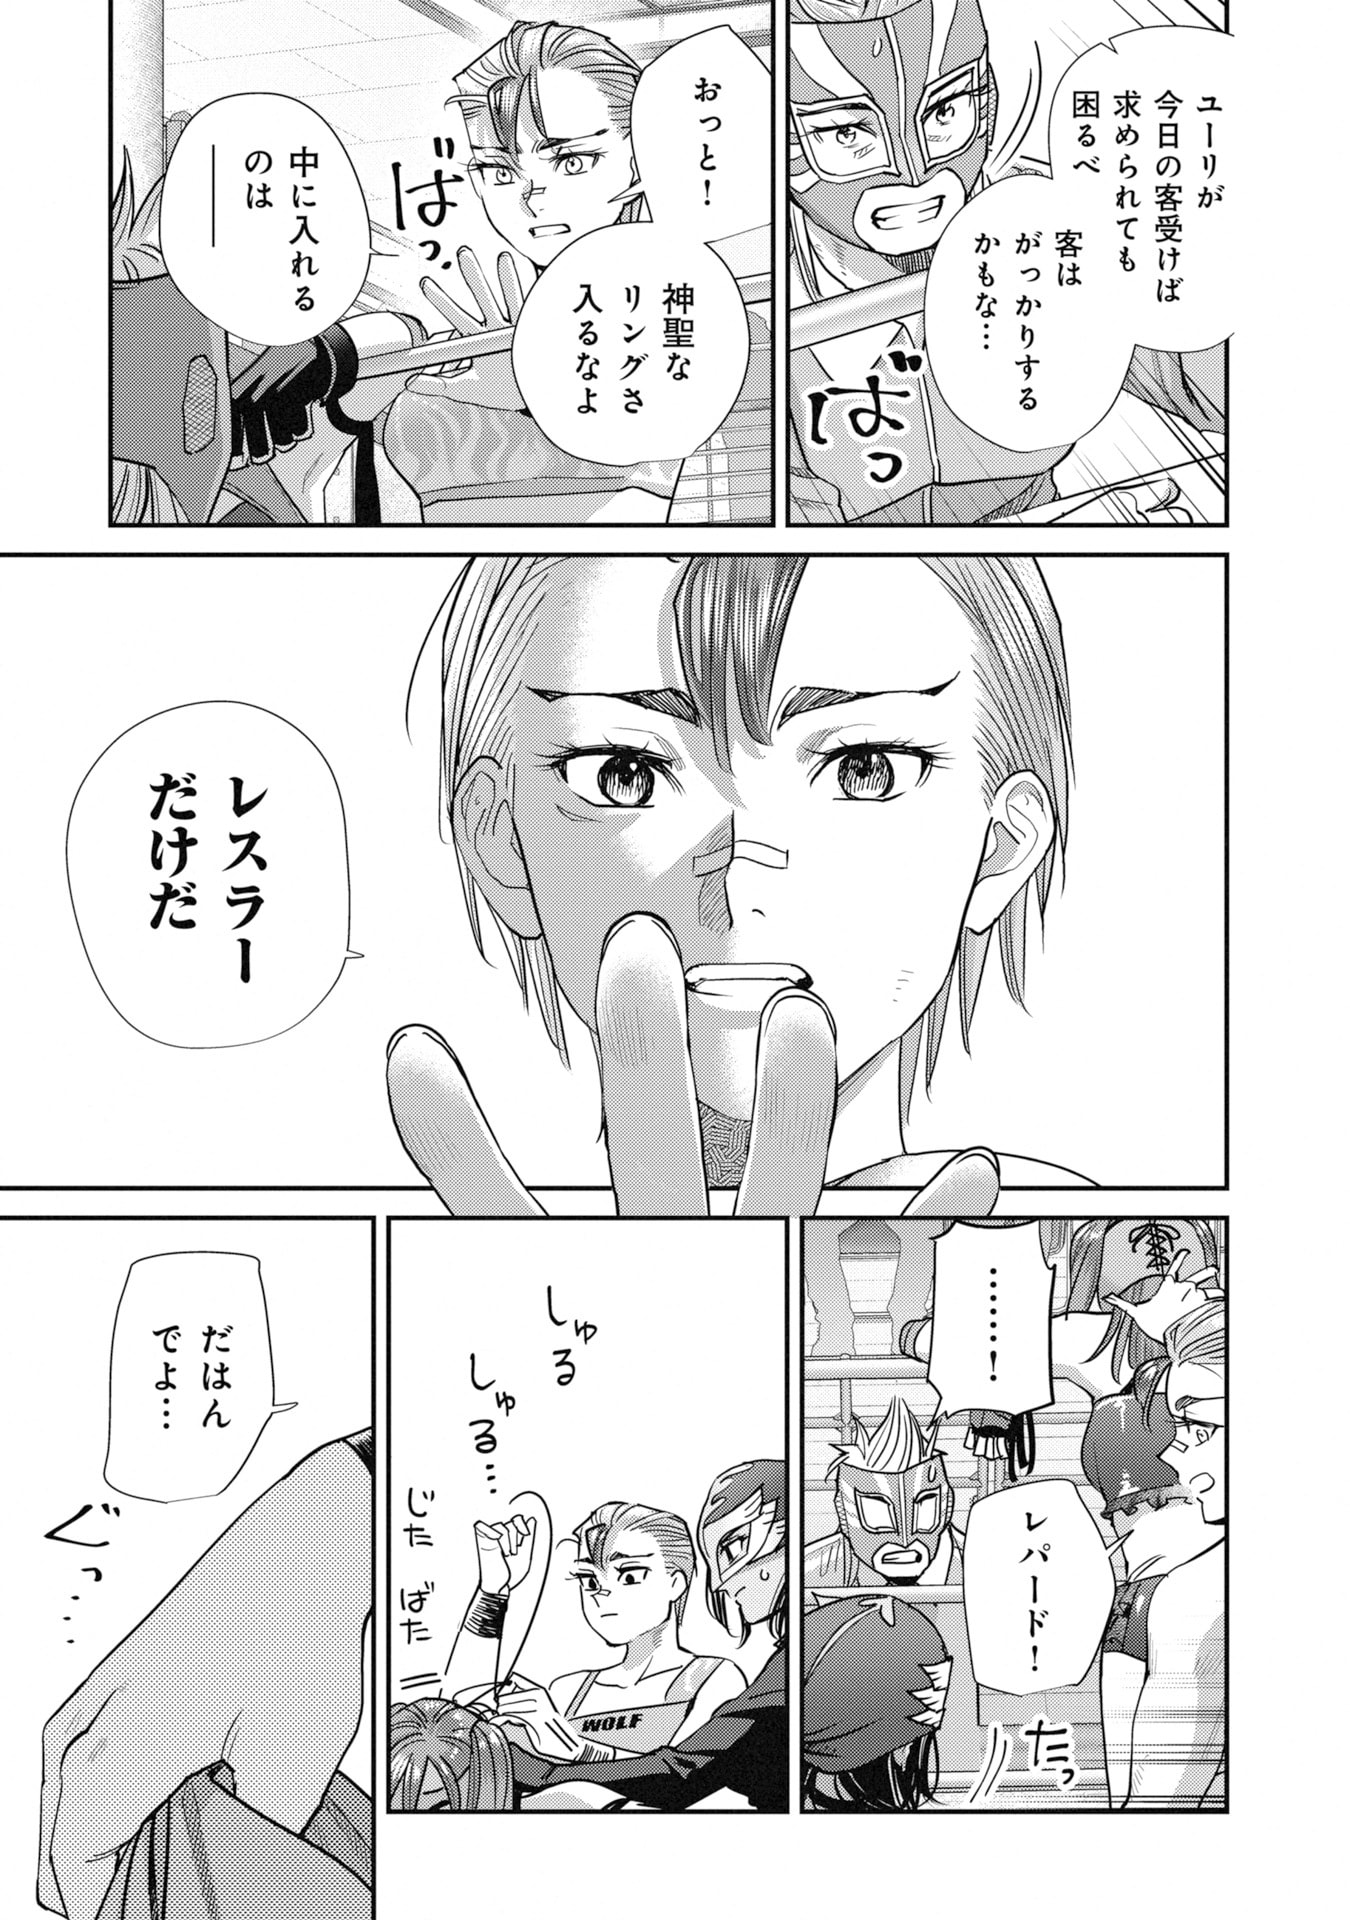 ユーリが
今日の客受けば
求められても
困るべ
客は
がっかりする
かもな…
ばっ
おっと！
神聖な
リングさ
入るなよ
ばっ
中に入れる
のは
――
レスラー
だけだ
……！
レパード！
たっ
しゅる
しゅる…
じた
ばた
WOLF
だはん
でよ…
ぐっ…